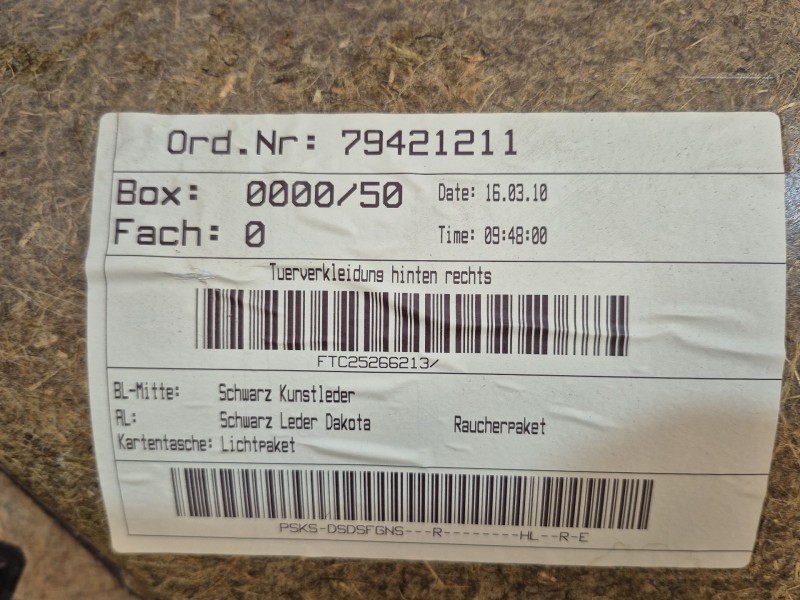 Ord.Nr: 79421211
Box: 0000/50 Date: 16.03.10
Fach: 0 Time: 09:48:00
Tuerverkleidung hinten rechts
FTC25266213/
BL-Mitte: Schwarz Kunstleder
AL: Schwarz Leder Dakota Raucherpaket
Kartentasche: Lichtpaket
PSKS-DSDSFGNS---R--------HL--R-E